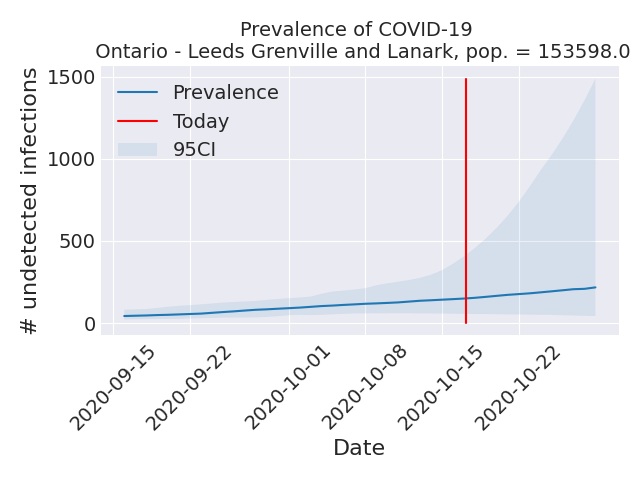 Prevalence of COVID-19
Ontario - Leeds Grenville and Lanark, pop. = 153598.0
# undetected infections
1500
1000
500
0
Prevalence
Today
95CI
2020-09-15
2020-09-22
2020-10-01
2020-10-08
2020-10-15
2020-10-22
Date